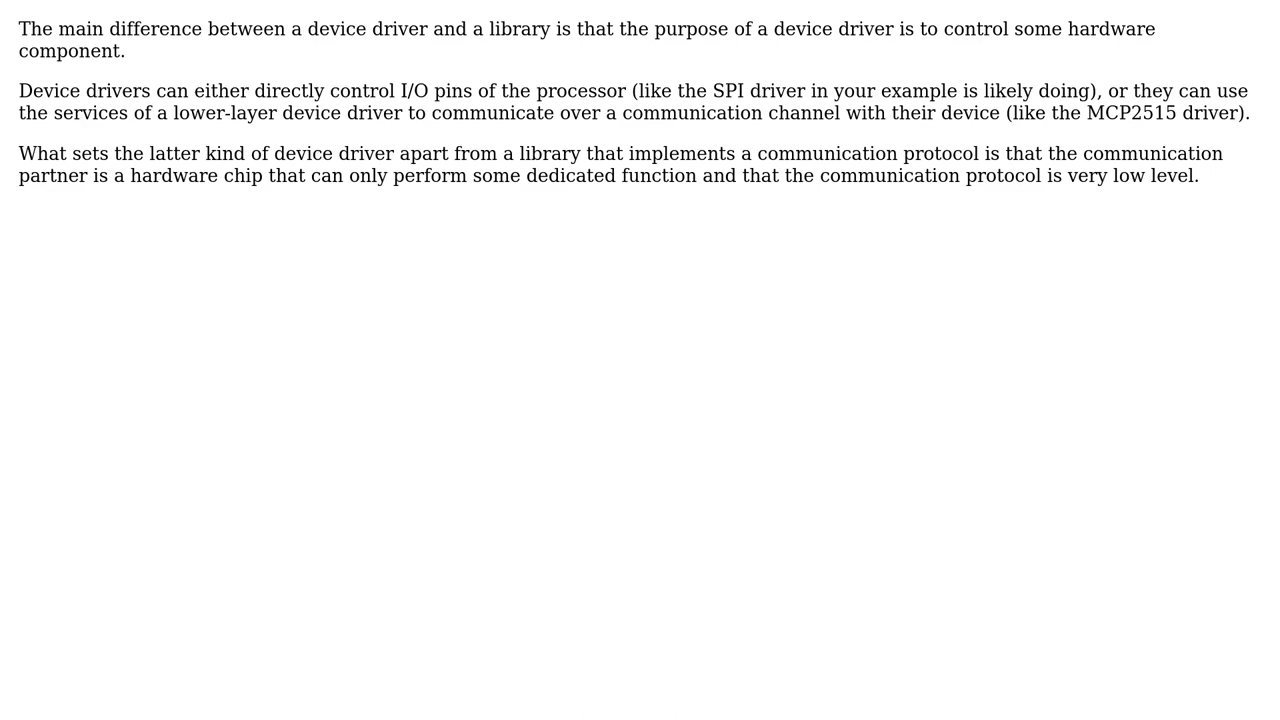 The main difference between a device driver and a library is that the purpose of a device driver is to control some hardware
component.
Device drivers can either directly control I/O pins of the processor (like the SPI driver in your example is likely doing), or they can use
the services of a lower-layer device driver to communicate over a communication channel with their device (like the MCP2515 driver).
What sets the latter kind of device driver apart from a library that implements a communication protocol is that the communication
partner is a hardware chip that can only perform some dedicated function and that the communication protocol is very low level.